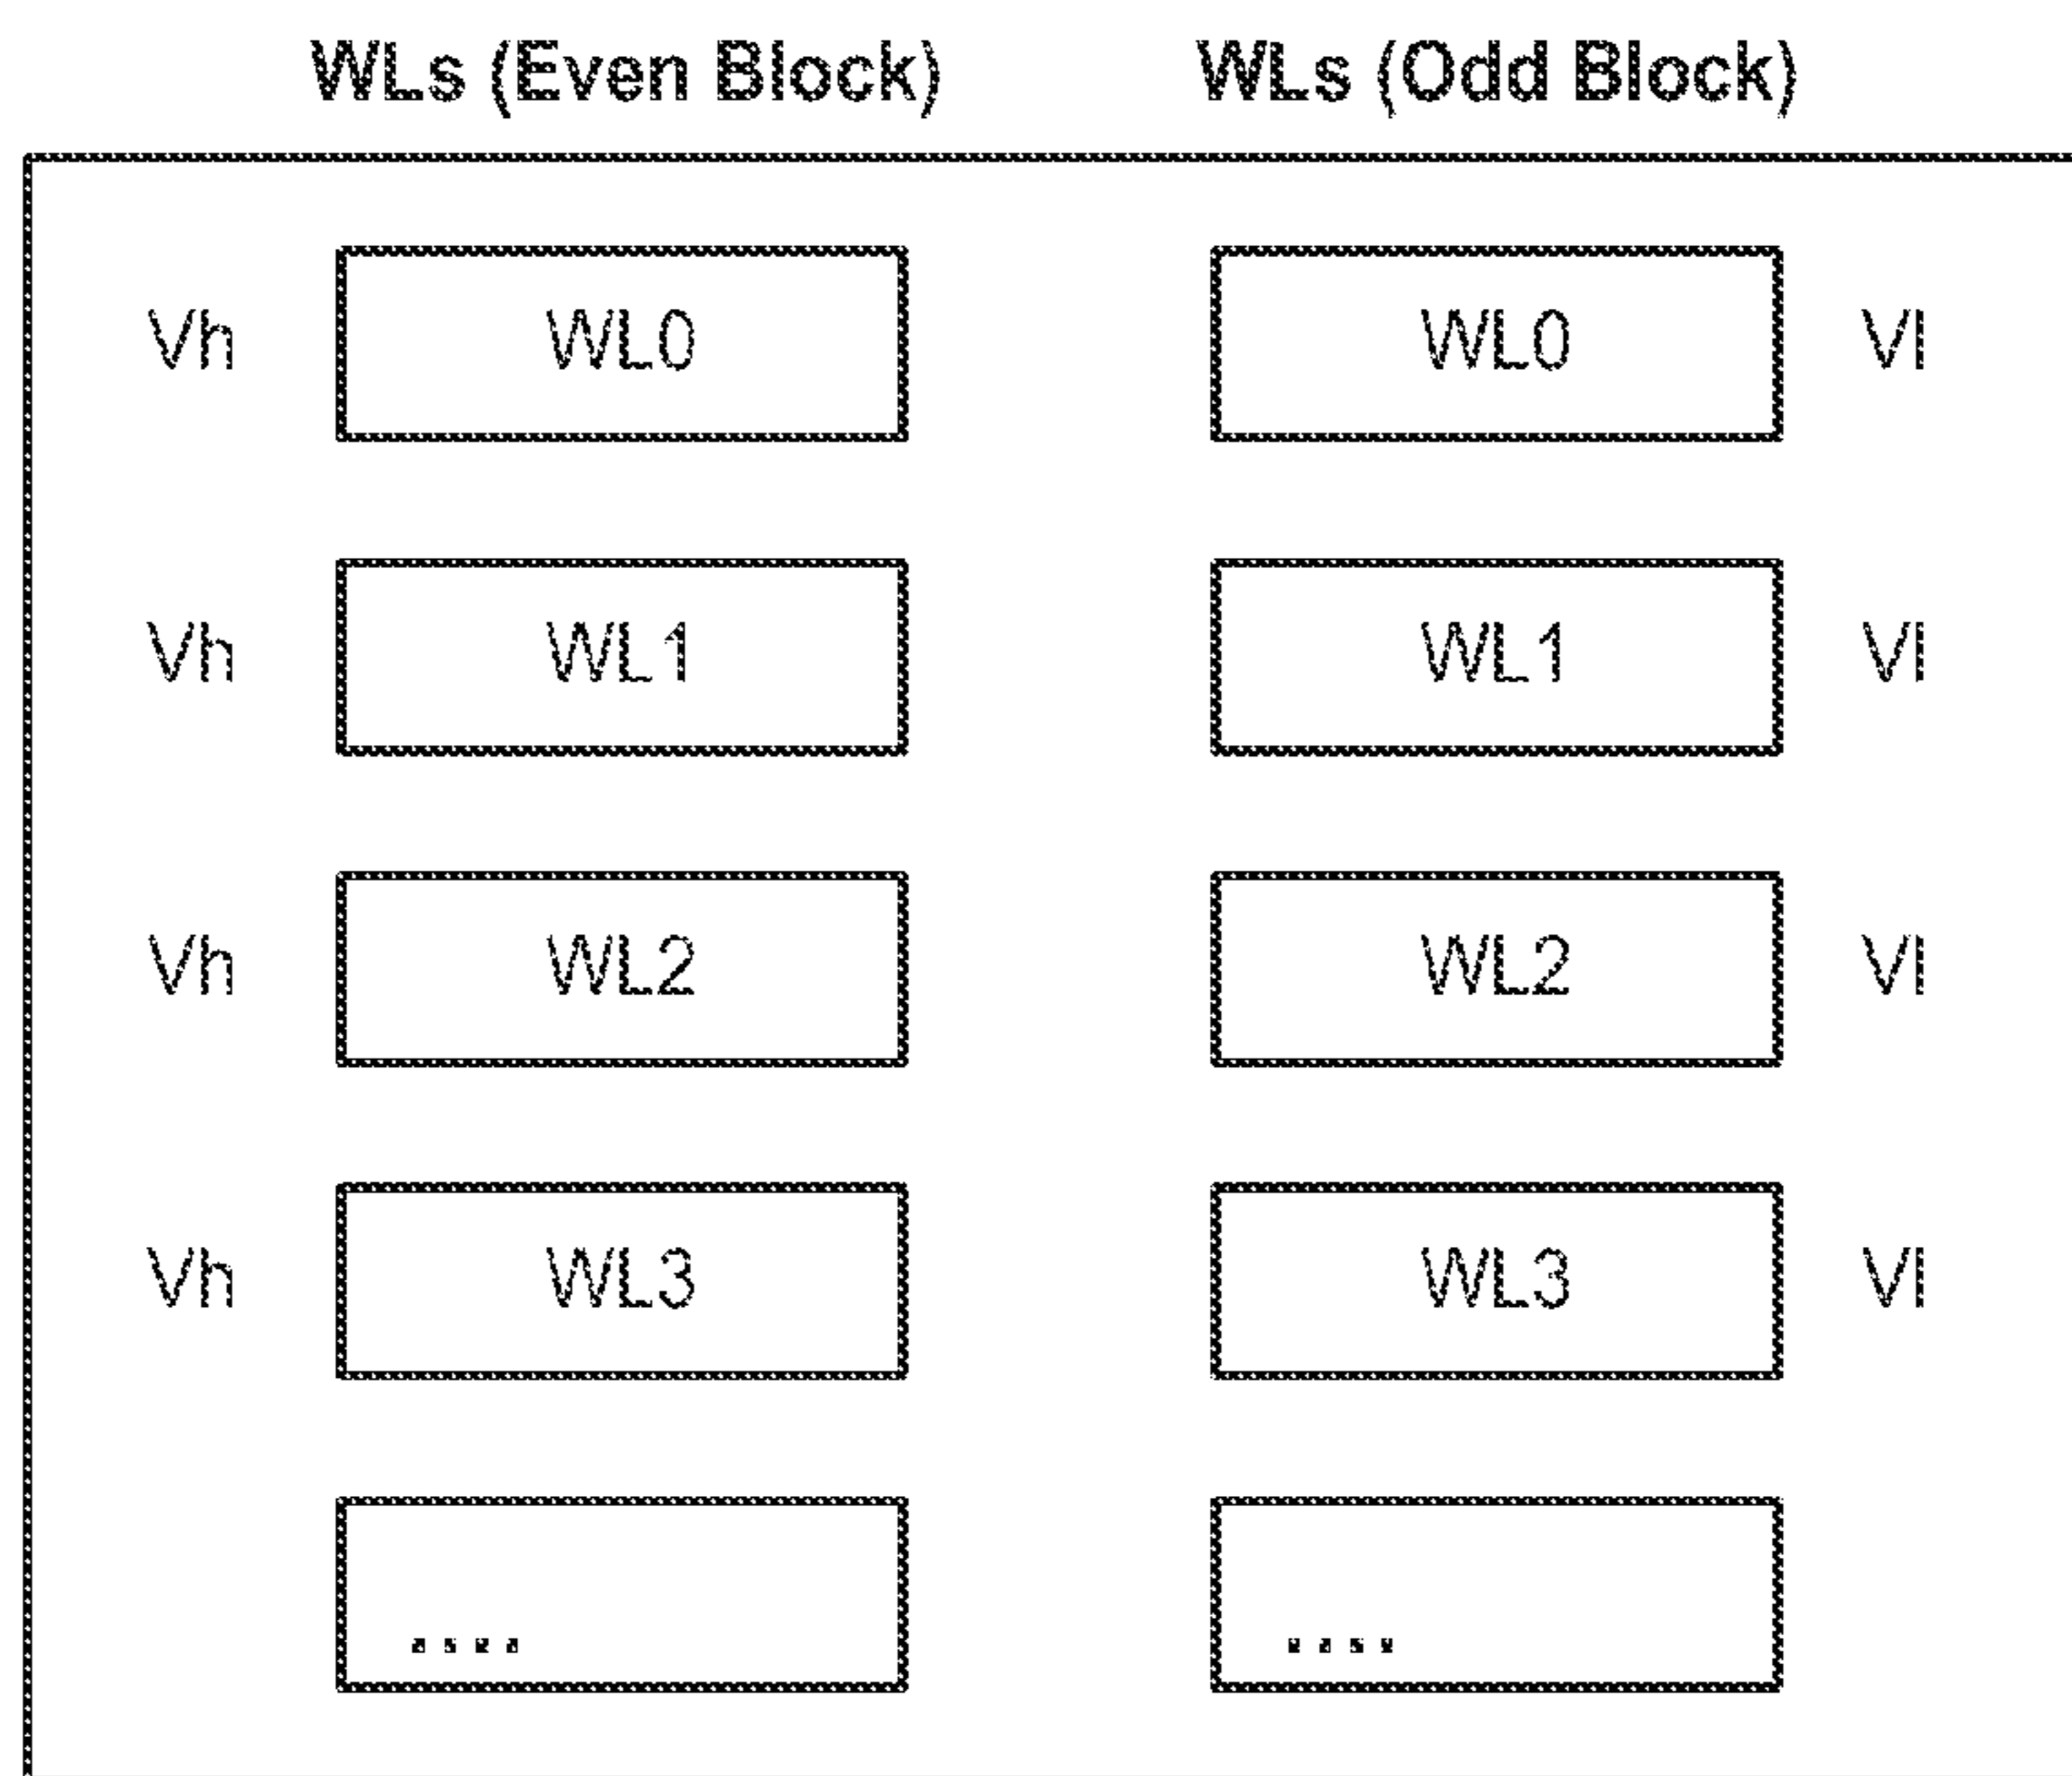 WLs (Even Block) WLs (Odd Block)
Vh WL0 WL0 Vl
Vh WL1 WL1 Vl
Vh WL2 WL2 Vl
Vh WL3 WL3 Vl
.... ....